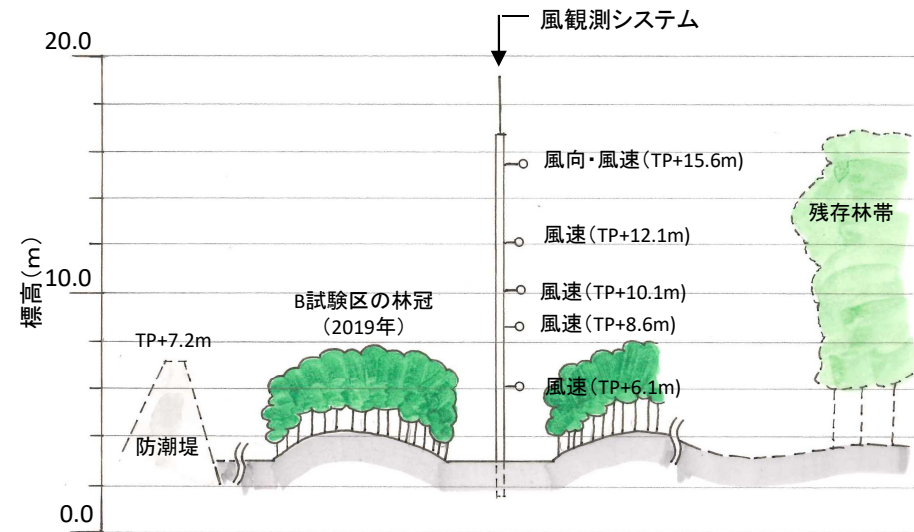 風観測システム
20.0
風向・風速(TP+15.6m)
残存林帯
風速(TP+12.1m)
標高(m)
10.0
風速(TP+10.1m)
B試験区の林冠
(2019年)
風速(TP+8.6m)
TP+7.2m
風速(TP+6.1m)
防潮堤
0.0